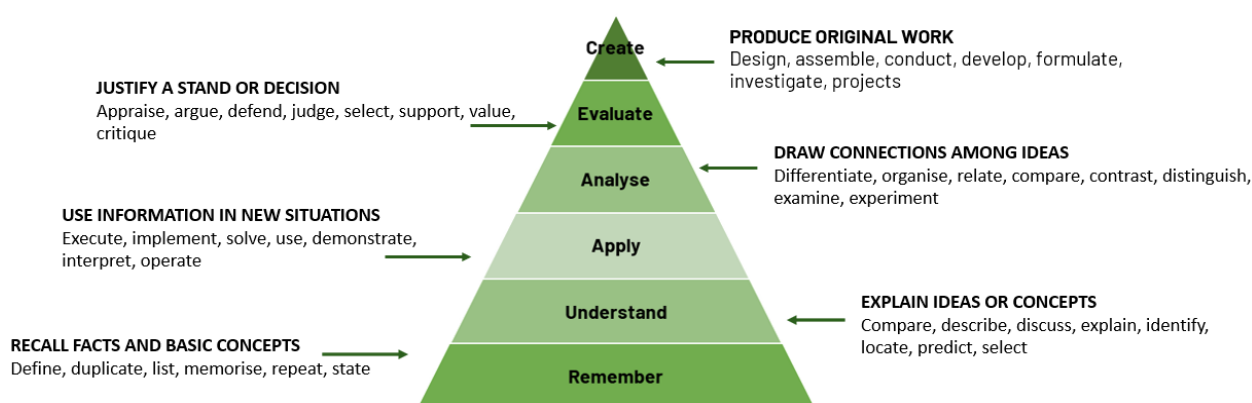 Create
PRODUCE ORIGINAL WORK
Design, assemble, conduct, develop, formulate,
investigate, projects
JUSTIFY A STAND OR DECISION
Appraise, argue, defend, judge, select, support, value,
critique
Evaluate
DRAW CONNECTIONS AMONG IDEAS
Differentiate, organise, relate, compare, contrast, distinguish,
examine, experiment
Analyse
USE INFORMATION IN NEW SITUATIONS
Execute, implement, solve, use, demonstrate,
interpret, operate
Apply
EXPLAIN IDEAS OR CONCEPTS
Compare, describe, discuss, explain, identify,
locate, predict, select
Understand
RECALL FACTS AND BASIC CONCEPTS
Define, duplicate, list, memorise, repeat, state
Remember